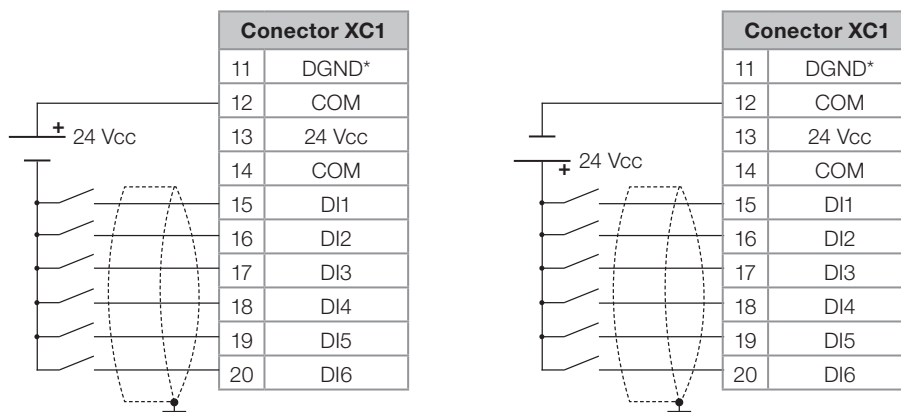 Conector XC1
11 DGND*
12 COM
13 24 Vcc
14 COM
15 DI1
16 DI2
17 DI3
18 DI4
19 DI5
20 DI6
+ 24 Vcc
Conector XC1
11 DGND*
12 COM
13 24 Vcc
14 COM
15 DI1
16 DI2
17 DI3
18 DI4
19 DI5
20 DI6
+ 24 Vcc